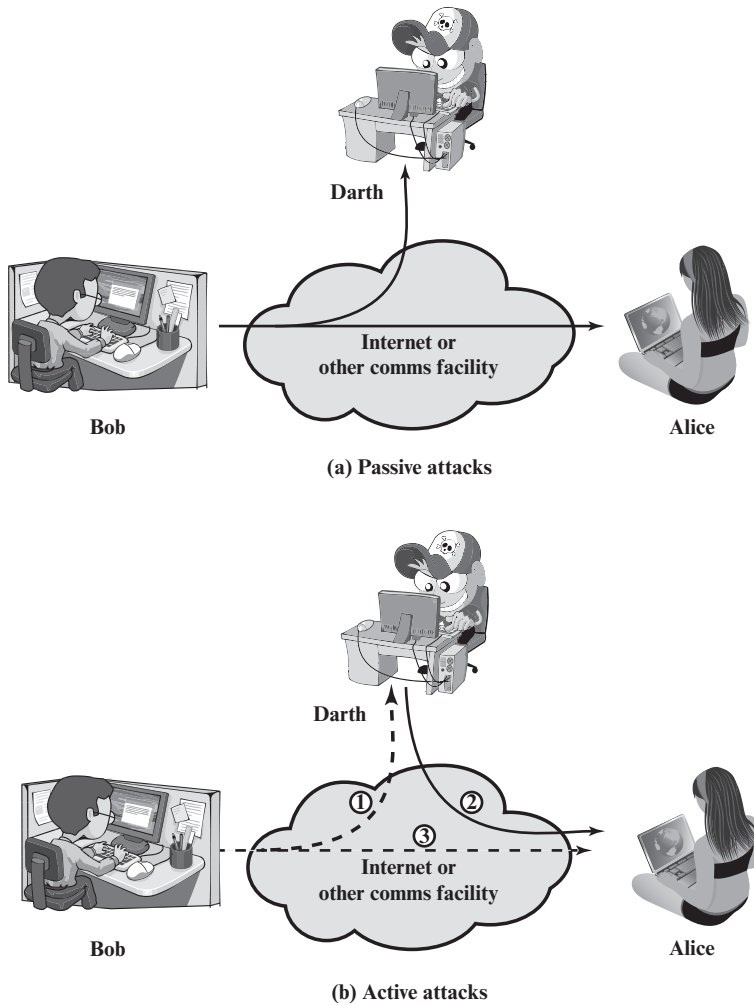 Darth
Internet or
other comms facility
Bob
Alice
(a) Passive attacks
Darth
1
2
3
Internet or
other comms facility
Bob
Alice
(b) Active attacks